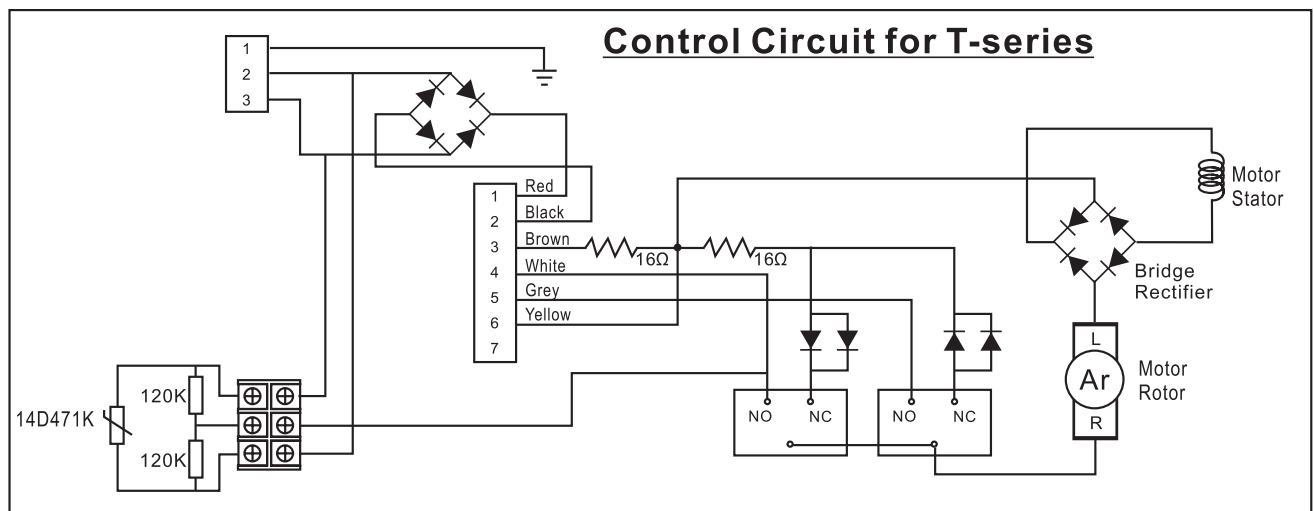 Control Circuit for T-series
1
2
3
1
2
3
4
5
6
7
Red
Black
Brown
White
Grey
Yellow
16Ω
16Ω
Motor
Stator
Bridge
Rectifier
L
Ar
R
Motor
Rotor
NO
NC
NO
NC
14D471K
120K
120K